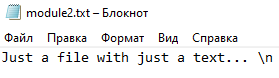 module2.txt – Блокнот
Файл Правка Формат Вид Справка
Just a file with just a text... \n